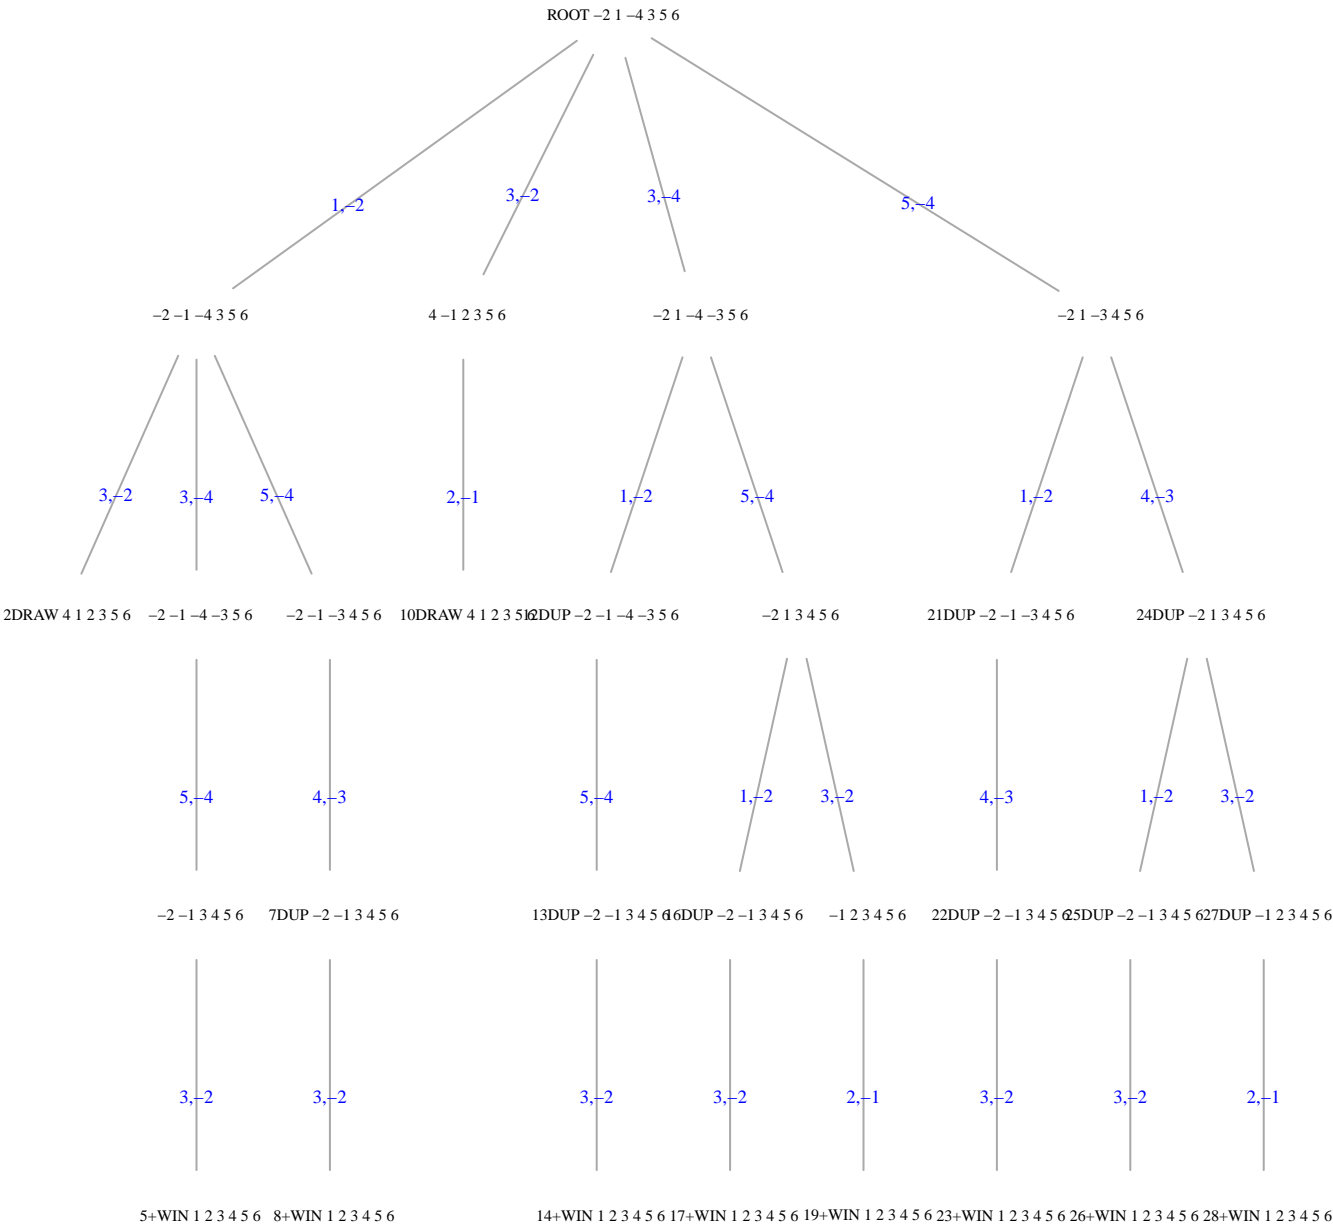 ROOT −2 1 −4 3 5 6
1,−2
3,−2
3,−4
5,−4
−2 −1 −4 3 5 6
4 −1 2 3 5 6
−2 1 −4 −3 5 6
−2 1 −3 4 5 6
3,−2
3,−4
5,−4
2,−1
1,−2
5,−4
1,−2
4,−3
2DRAW 4 1 2 3 5 6
−2 −1 −4 −3 5 6
−2 −1 −3 4 5 6
10DRAW 4 1 2 3 5 6
12DUP −2 −1 −4 −3 5 6
−2 1 3 4 5 6
21DUP −2 −1 −3 4 5 6
24DUP −2 1 3 4 5 6
5,−4
4,−3
5,−4
1,−2
3,−2
4,−3
1,−2
3,−2
−2 −1 3 4 5 6
7DUP −2 −1 3 4 5 6
13DUP −2 −1 3 4 5 6
16DUP −2 −1 3 4 5 6
−1 2 3 4 5 6
22DUP −2 −1 3 4 5 6
25DUP −2 −1 3 4 5 6
27DUP −1 2 3 4 5 6
3,−2
3,−2
3,−2
3,−2
2,−1
3,−2
3,−2
2,−1
5+WIN 1 2 3 4 5 6
8+WIN 1 2 3 4 5 6
14+WIN 1 2 3 4 5 6
17+WIN 1 2 3 4 5 6
19+WIN 1 2 3 4 5 6
23+WIN 1 2 3 4 5 6
26+WIN 1 2 3 4 5 6
28+WIN 1 2 3 4 5 6